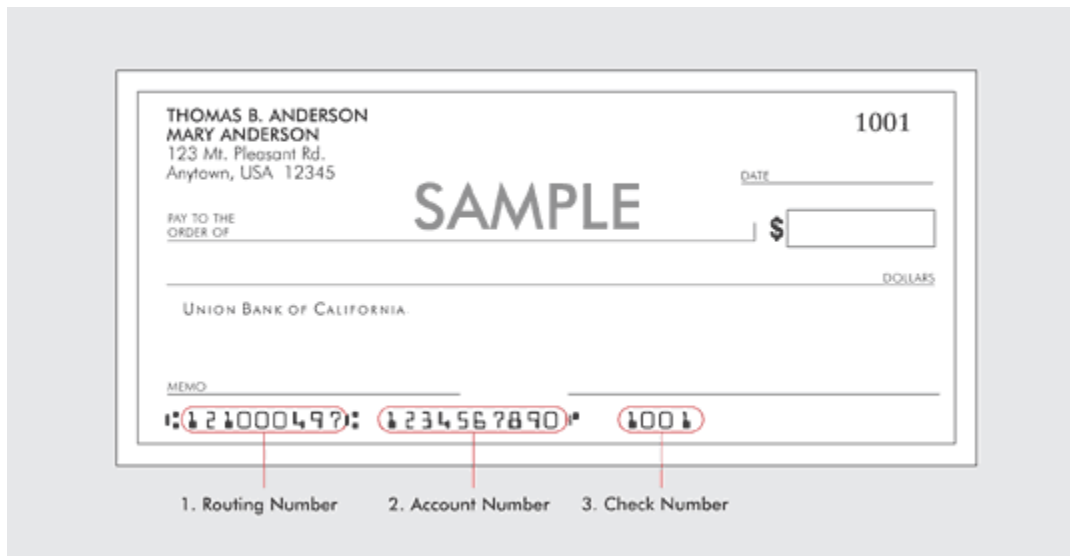 THOMAS B. ANDERSON
MARY ANDERSON
123 Mt. Pleasant Rd.
Anytown, USA 12345
1001
DATE
SAMPLE
PAY TO THE
ORDER OF
$
DOLLARS
UNION BANK OF CALIFORNIA
MEMO
⑆121000497⑆ 1234567890⑈ 1001
1. Routing Number 2. Account Number 3. Check Number